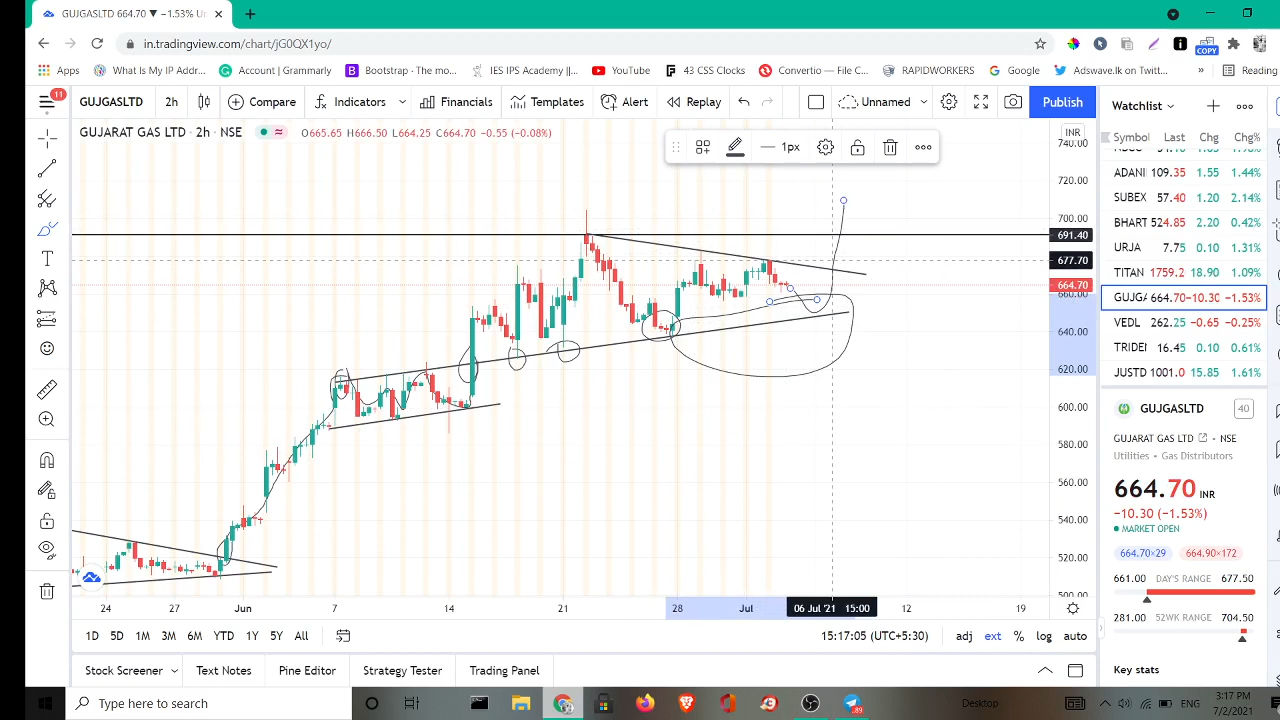 GUJGASLTD 664.70 ▼ −1.53% U
in.tradingview.com/chart/jG0QX1yo/
COPY
Apps What Is My IP Addr... Account | Grammarly Bootstrap - The mo... IES IFS Academy ||... YouTube 43 SS Clocks Convertio — File C... RAPIDWORKERS Google Adswave.lk on Twitt... » Reading
11 GUJGASLTD 2h Compare Indicators Financials Templates Alert Replay Unnamed Publish
GUJARAT GAS LTD · 2h · NSE O665.65 H666.50 L664.25 C664.70 −0.55 (−0.08%)
1px
INR
740.00
720.00
700.00
691.40
677.70
664.70
660.00
640.00
620.00
600.00
580.00
560.00
540.00
520.00
500.00
Watchlist
Symbol Last Chg Chg%
ADANI 109.35 1.55 1.44%
SUBEX 57.40 1.20 2.14%
BHART 524.85 2.20 0.42%
URJA 7.75 0.10 1.31%
TITAN 1759.2 18.90 1.09%
GUJGA 664.70 −10.30 −1.53%
VEDL 262.25 −0.65 −0.25%
TRIDEN 16.45 0.10 0.61%
JUSTD 1001.0 15.85 1.61%
GUJGASLTD 40
GUJARAT GAS LTD · NSE
Utilities • Gas Distributors
664.70 INR
−10.30 (−1.53%)
MARKET OPEN
664.70×29 664.90×172
661.00 DAY'S RANGE 677.50
281.00 52WK RANGE 704.50
Key stats
24 27 Jun 7 14 21 28 Jul 06 Jul '21 15:00 12 19
1D 5D 1M 3M 6M YTD 1Y 5Y All 15:17:05 (UTC+5:30) adj ext % log auto
Stock Screener Text Notes Pine Editor Strategy Tester Trading Panel
Type here to search
.89
Desktop
ENG
3:17 PM
7/2/2021